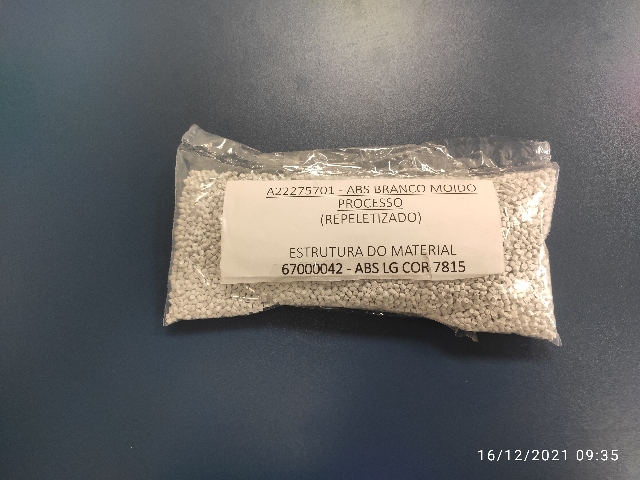 A22275701 - ABS BRANCO MOIDO
PROCESSO
(REPELETIZADO)
ESTRUTURA DO MATERIAL
67000042 - ABS LG COR 7815
16/12/2021 09:35